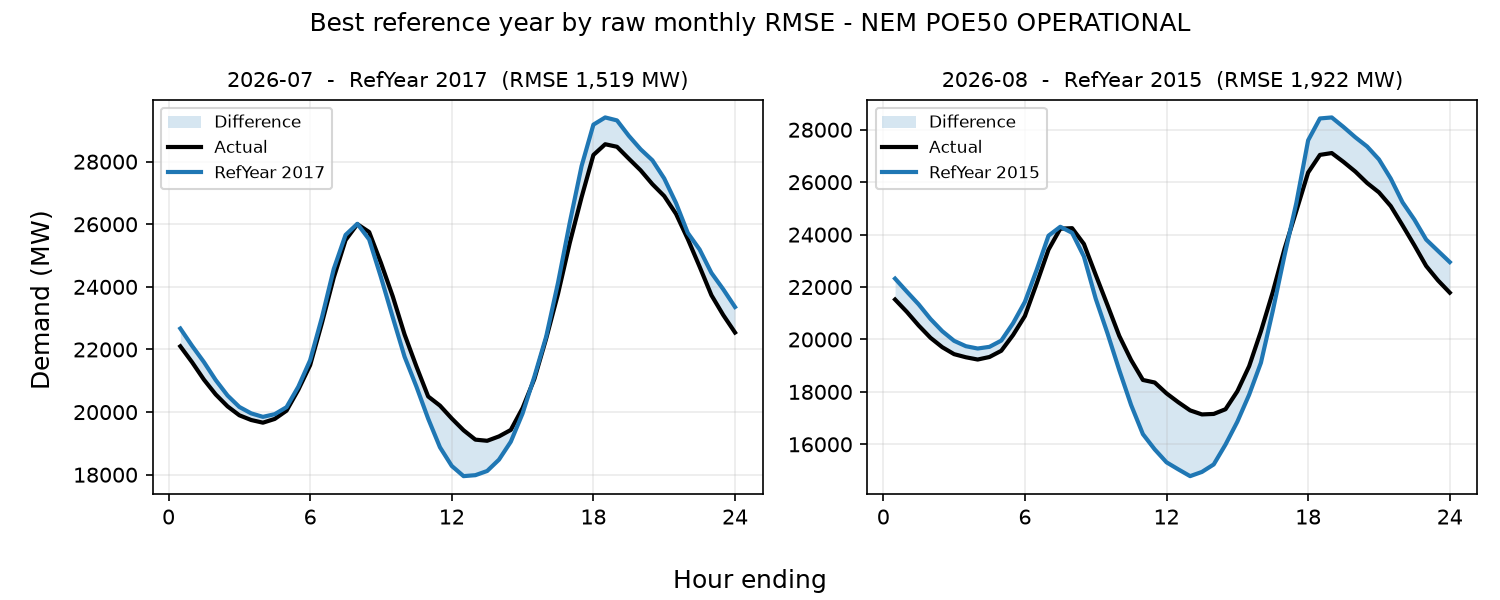 Best reference year by raw monthly RMSE - NEM POE50 OPERATIONAL
2026-07  -  RefYear 2017  (RMSE 1,519 MW)
Difference
Actual
RefYear 2017
28000
26000
24000
22000
20000
18000
0 6 12 18 24
2026-08  -  RefYear 2015  (RMSE 1,922 MW)
Difference
Actual
RefYear 2015
28000
26000
24000
22000
20000
18000
16000
0 6 12 18 24
Demand (MW)
Hour ending